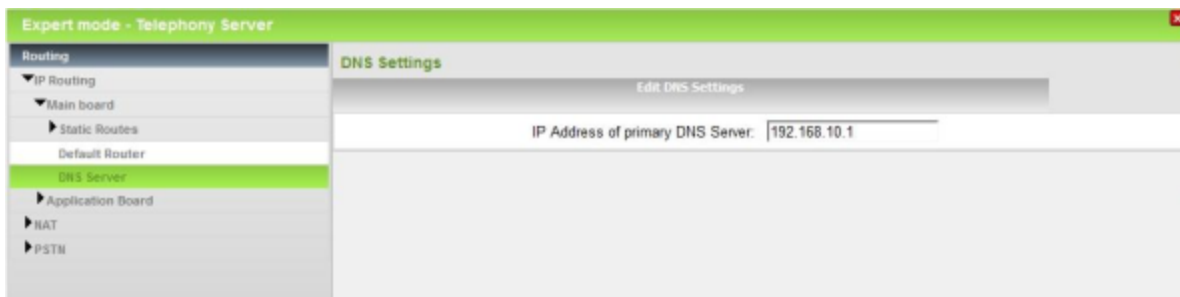 Expert mode - Telephony Server
Routing
IP Routing
Main board
Static Routes
Default Router
DNS Server
Application Board
NAT
PSTN
DNS Settings
Edit DNS Settings
IP Address of primary DNS Server: 192.168.10.1